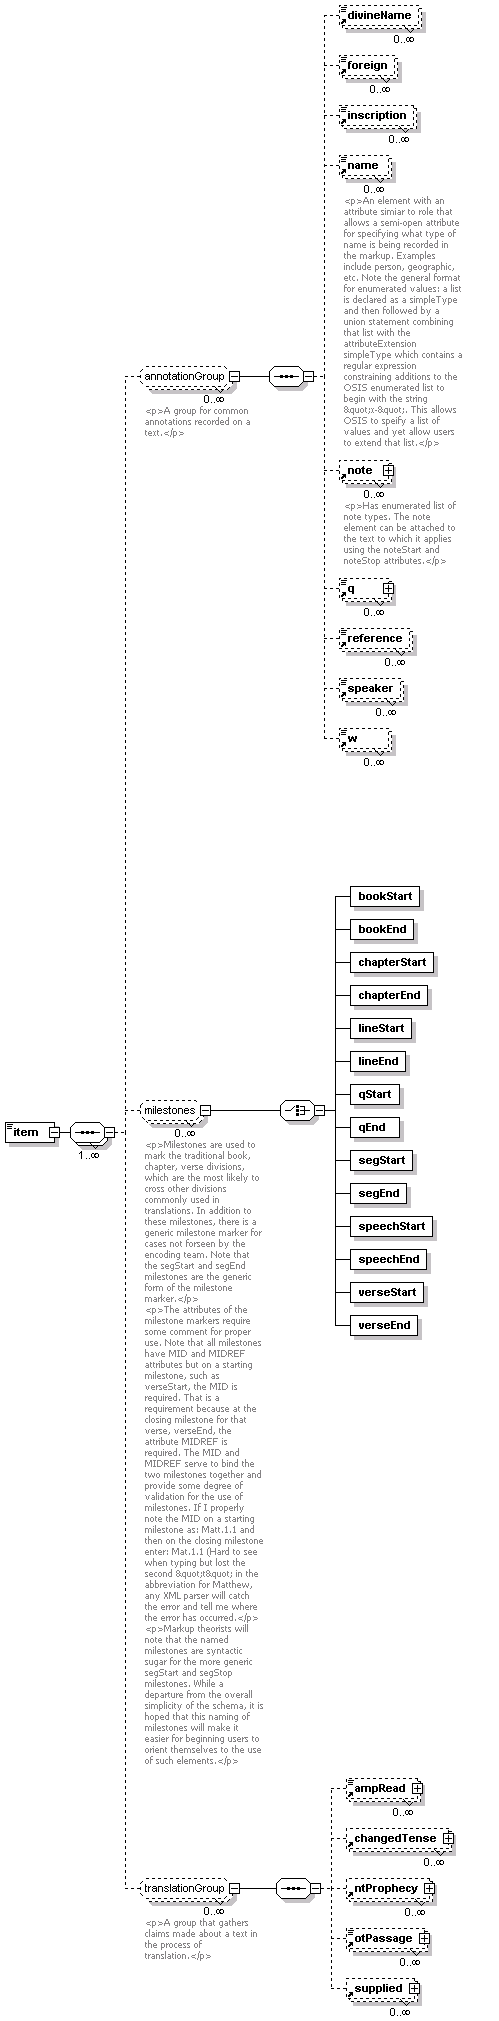 divineName
0..∞
foreign
0..∞
inscription
0..∞
name
0..∞
<p>An element with an
attribute simiar to role that
allows a semi-open attribute
for specifying what type of
name is being recorded in
the markup. Examples
include person, geographic,
etc. Note the general format
for enumerated values: a list
is declared as a simpleType
and then followed by a
union statement combining
that list with the
attributeExtension
simpleType which contains a
regular expression
constraining additions to the
OSIS enumerated list to
begin with the string
&quot;x-&quot;. This allows
OSIS to speify a list of
values and yet allow users
to extend that list.</p>
annotationGroup
0..∞
<p>A group for common
annotations recorded on a
text.</p>
note
0..∞
<p>Has enumerated list of
note types. The note
element can be attached to
the text to which it applies
using the noteStart and
noteStop attributes.</p>
q
0..∞
reference
0..∞
speaker
0..∞
w
0..∞
bookStart
bookEnd
chapterStart
chapterEnd
lineStart
lineEnd
qStart
qEnd
segStart
segEnd
speechStart
speechEnd
verseStart
verseEnd
item
1..∞
milestones
0..∞
<p>Milestones are used to
mark the traditional book,
chapter, verse divisions,
which are the most likely to
cross other divisions
commonly used in
translations. In addition to
these milestones, there is a
generic milestone marker for
cases not forseen by the
encoding team. Note that
the segStart and segEnd
milestones are the generic
form of the milestone
marker.</p>
<p>The attributes of the
milestone markers require
some comment for proper
use. Note that all milestones
have MID and MIDREF
attributes but on a starting
milestone, such as
verseStart, the MID is
required. That is a
requirement because at the
closing milestone for that
verse, verseEnd, the
attribute MIDREF is
required. The MID and
MIDREF serve to bind the
two milestones together and
provide some degree of
validation for the use of
milestones. If I properly
note the MID on a starting
milestone as: Matt.1.1 and
then on the closing milestone
enter: Mat.1.1 (Hard to see
when typing but lost the
second &quot;t&quot; in the
abbreviation for Matthew,
any XML parser will catch
the error and tell me where
the error has occurred.</p>
<p>Markup theorists will
note that the named
milestones are syntactic
sugar for the more generic
segStart and segStop
milestones. While a
departure from the overall
simplicity of the schema, it is
hoped that this naming of
milestones will make it
easier for beginning users to
orient themselves to the use
of such elements.</p>
ampRead
0..∞
changedTense
0..∞
translationGroup
0..∞
<p>A group that gathers
claims made about a text in
the process of
translation.</p>
ntProphecy
0..∞
otPassage
0..∞
supplied
0..∞